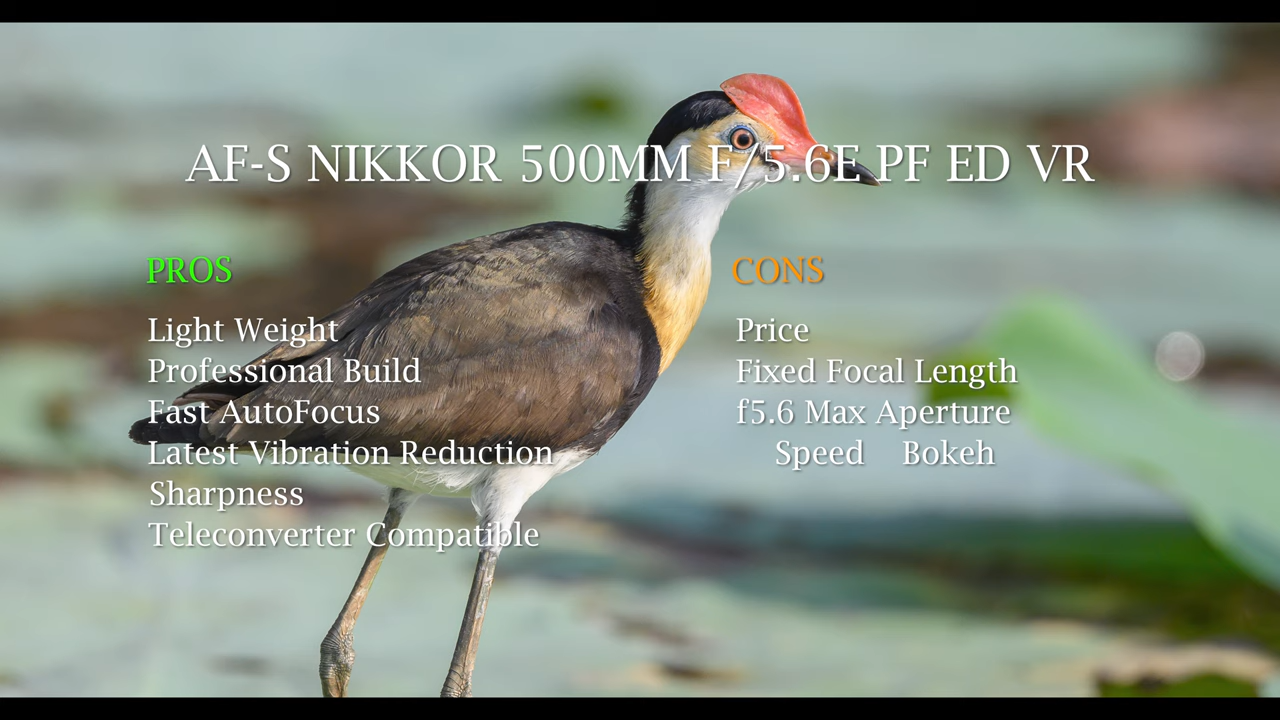 AF-S NIKKOR 500MM F/5.6E PF ED VR
PROS
Light Weight
Professional Build
Fast AutoFocus
Latest Vibration Reduction
Sharpness
Teleconverter Compatible
CONS
Price
Fixed Focal Length
f5.6 Max Aperture
Speed Bokeh